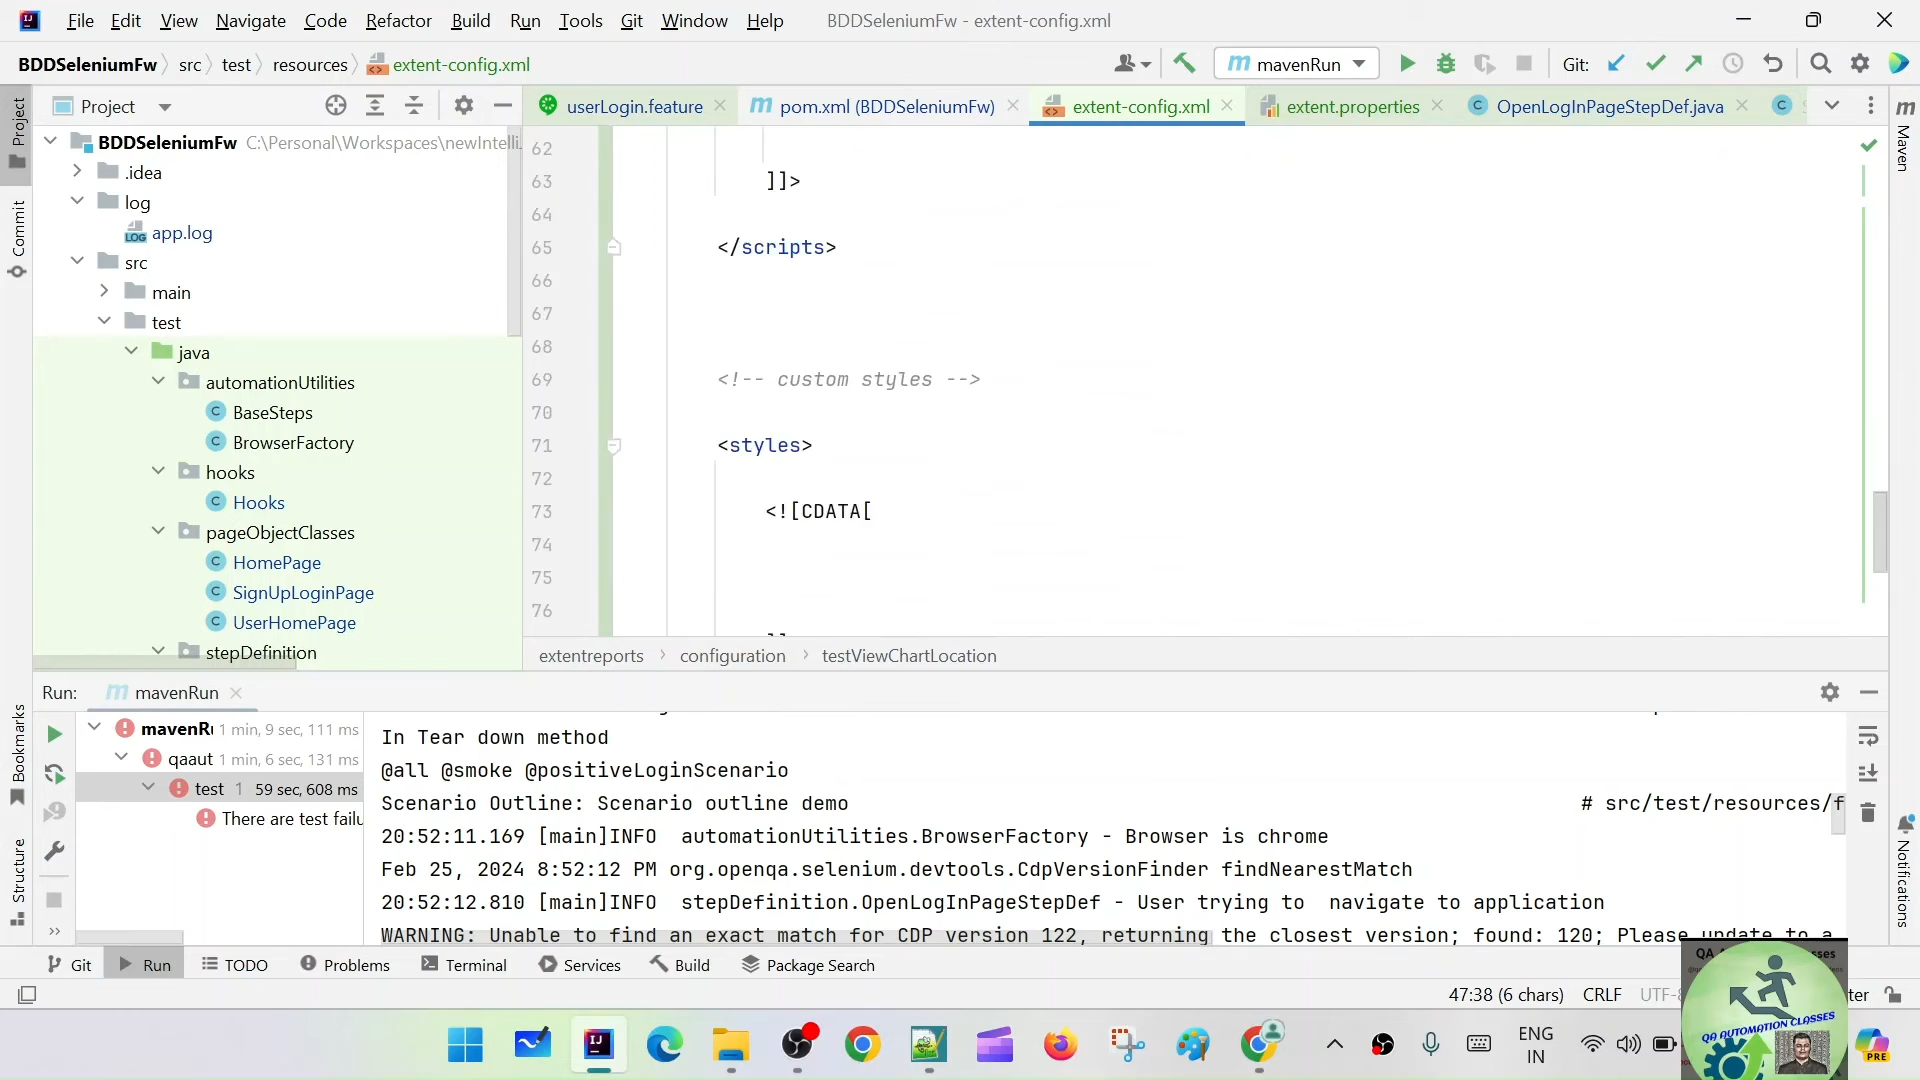 File Edit View Navigate Code Refactor Build Run Tools Git Window Help BDDSeleniumFw - extent-config.xml
BDDSeleniumFw src test resources extent-config.xml mavenRun Git:
Project
userLogin.feature pom.xml (BDDSeleniumFw) extent-config.xml extent.properties OpenLogInPageStepDef.java
BDDSeleniumFw C:\Personal\Workspaces\newIntelli
.idea
log
app.log
src
main
test
java
automationUtilities
BaseSteps
BrowserFactory
hooks
Hooks
pageObjectClasses
HomePage
SignUpLoginPage
UserHomePage
stepDefinition
62
63 ]]>
64
65 </scripts>
66
67
68
69 <!-- custom styles -->
70
71 <styles>
72
73 <![CDATA[
74
75
76
extentreports configuration testViewChartLocation
Project
Commit
Bookmarks
Structure
Maven
Notifications
Run: mavenRun
mavenRu 1 min, 9 sec, 111 ms
qaaut 1 min, 6 sec, 131 ms
test 1 59 sec, 608 ms
There are test failu
In Tear down method
@all @smoke @positiveLoginScenario
Scenario Outline: Scenario outline demo # src/test/resources/f
20:52:11.169 [main]INFO automationUtilities.BrowserFactory - Browser is chrome
Feb 25, 2024 8:52:12 PM org.openqa.selenium.devtools.CdpVersionFinder findNearestMatch
20:52:12.810 [main]INFO stepDefinition.OpenLogInPageStepDef - User trying to navigate to application
WARNING: Unable to find an exact match for CDP version 122, returning the closest version; found: 120; Please update to a
Git Run TODO Problems Terminal Services Build Package Search
47:38 (6 chars) CRLF UTF-8
QA AUTOMATION CLASSES
ENG
IN
PRE